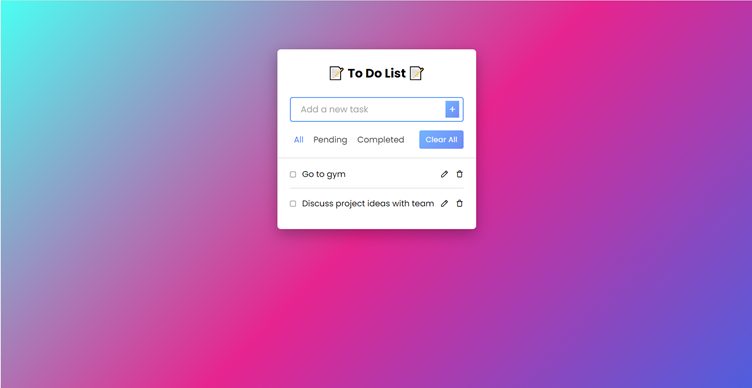 📝 To Do List 📝
Add a new task +
All Pending Completed Clear All
Go to gym
Discuss project ideas with team